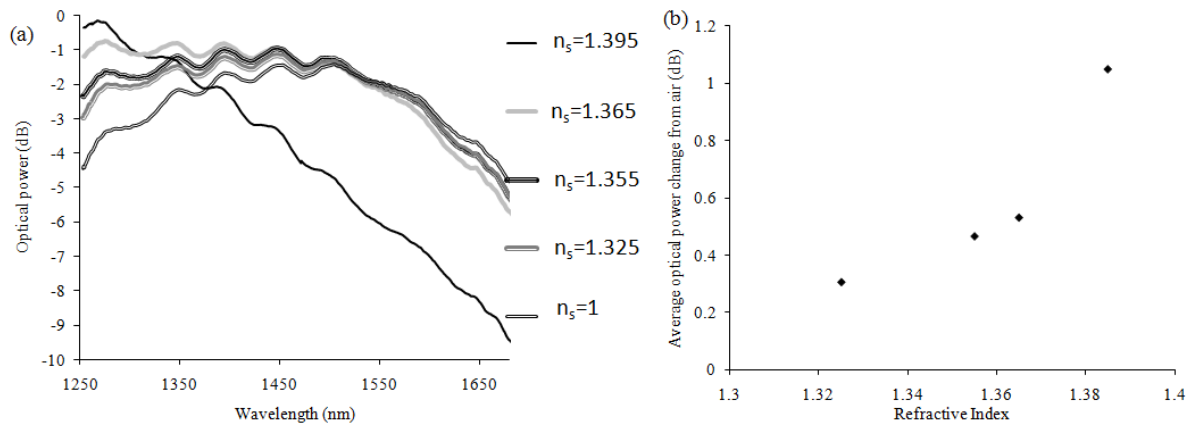 (a)
Optical power (dB)
0
-1
-2
-3
-4
-5
-6
-7
-8
-9
-10
1250
1350
1450
1550
1650
Wavelength (nm)
ns=1.395
ns=1.365
ns=1.355
ns=1.325
ns=1
(b)
Average optical power change from air (dB)
1.2
1
0.8
0.6
0.4
0.2
0
1.3
1.32
1.34
1.36
1.38
1.4
Refractive Index